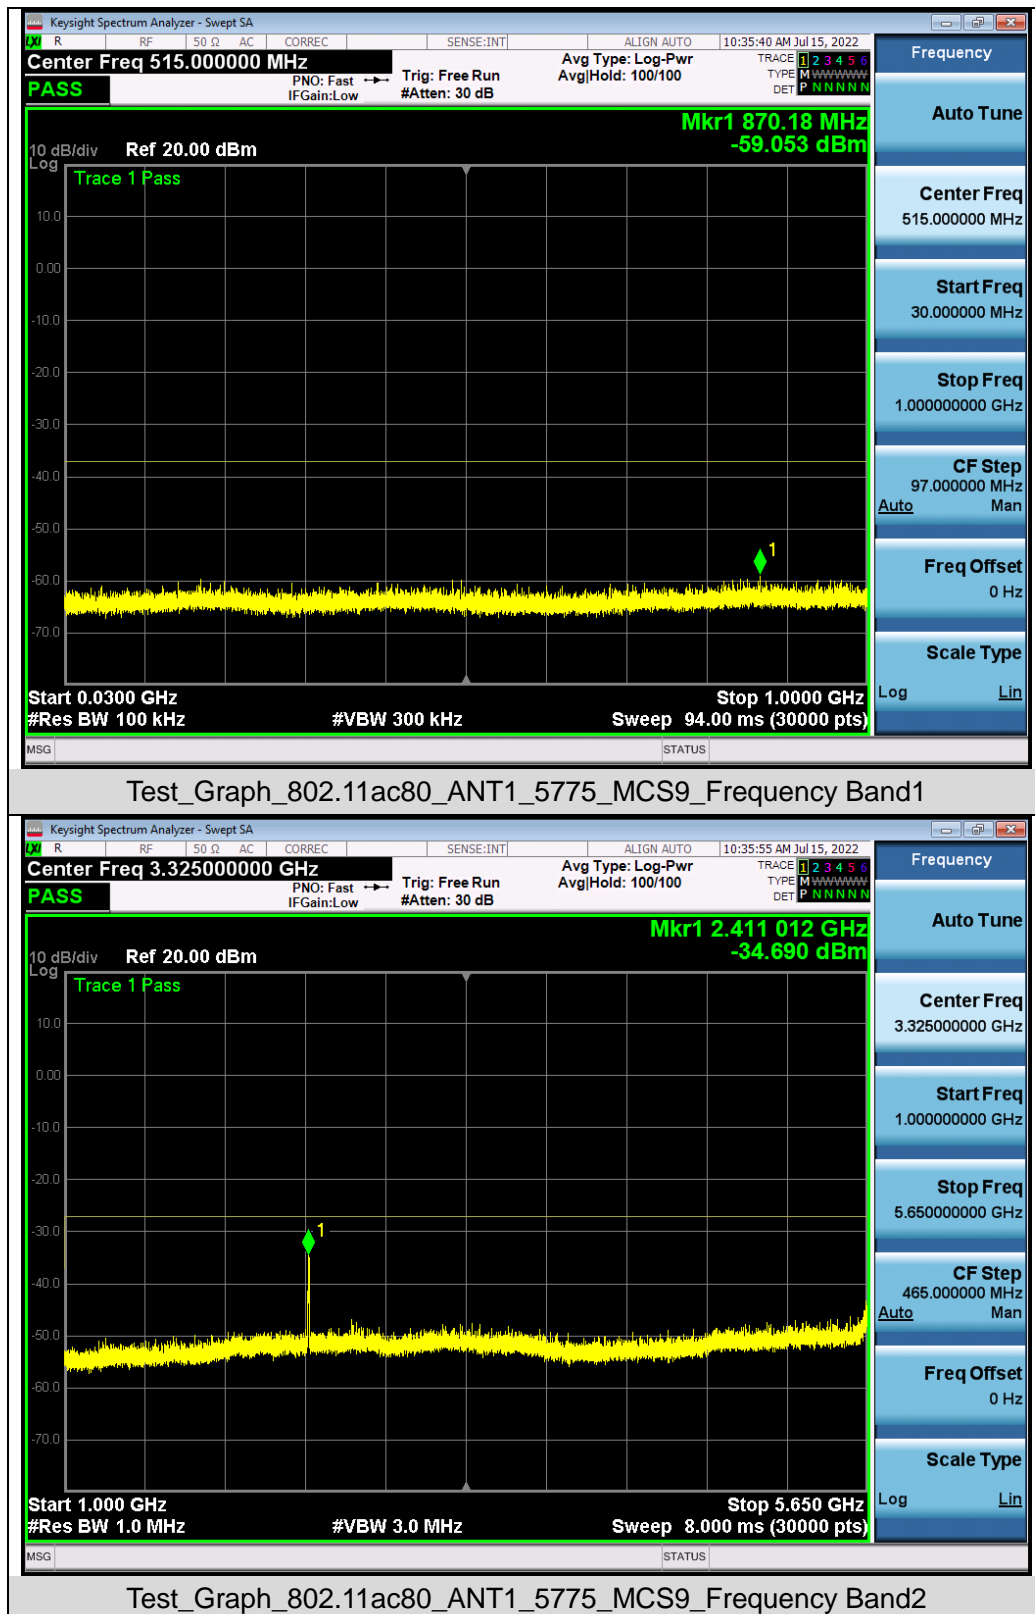 Keysight Spectrum Analyzer - Swept SA
LXI R RF 50 Ω AC CORREC SENSE:INT ALIGN AUTO 10:35:40 AM Jul 15, 2022
Center Freq 515.000000 MHz
PASS
PNO: Fast
IFGain:Low
Trig: Free Run
#Atten: 30 dB
Avg Type: Log-Pwr
Avg|Hold: 100/100
TRACE 1 2 3 4 5 6
TYPE M W W W W W
DET P N N N N N
Mkr1 870.18 MHz
-59.053 dBm
10 dB/div Ref 20.00 dBm
Log
Trace 1 Pass
10.0
0.00
-10.0
-20.0
-30.0
-40.0
-50.0
1
-60.0
-70.0
Start 0.0300 GHz Stop 1.0000 GHz
#Res BW 100 kHz #VBW 300 kHz Sweep 94.00 ms (30000 pts)
MSG STATUS
Frequency
Auto Tune
Center Freq
515.000000 MHz
Start Freq
30.000000 MHz
Stop Freq
1.000000000 GHz
CF Step
97.000000 MHz
Auto Man
Freq Offset
0 Hz
Scale Type
Log Lin
Test_Graph_802.11ac80_ANT1_5775_MCS9_Frequency Band1
Keysight Spectrum Analyzer - Swept SA
LXI R RF 50 Ω AC CORREC SENSE:INT ALIGN AUTO 10:35:55 AM Jul 15, 2022
Center Freq 3.325000000 GHz
PASS
PNO: Fast
IFGain:Low
Trig: Free Run
#Atten: 30 dB
Avg Type: Log-Pwr
Avg|Hold: 100/100
TRACE 1 2 3 4 5 6
TYPE M W W W W W
DET P N N N N N
Mkr1 2.411 012 GHz
-34.690 dBm
10 dB/div Ref 20.00 dBm
Log
Trace 1 Pass
10.0
0.00
-10.0
-20.0
-30.0
1
-40.0
-50.0
-60.0
-70.0
Start 1.000 GHz Stop 5.650 GHz
#Res BW 1.0 MHz #VBW 3.0 MHz Sweep 8.000 ms (30000 pts)
MSG STATUS
Frequency
Auto Tune
Center Freq
3.325000000 GHz
Start Freq
1.000000000 GHz
Stop Freq
5.650000000 GHz
CF Step
465.000000 MHz
Auto Man
Freq Offset
0 Hz
Scale Type
Log Lin
Test_Graph_802.11ac80_ANT1_5775_MCS9_Frequency Band2